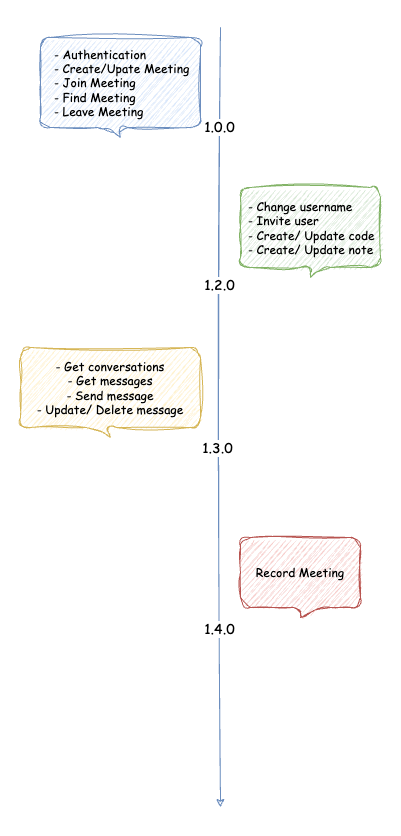 - Authentication
- Create/Upate Meeting
- Join Meeting
- Find Meeting
- Leave Meeting
1.0.0
- Change username
- Invite user
- Create/ Update code
- Create/ Update note
1.2.0
- Get conversations
- Get messages
- Send message
- Update/ Delete message
1.3.0
Record Meeting
1.4.0